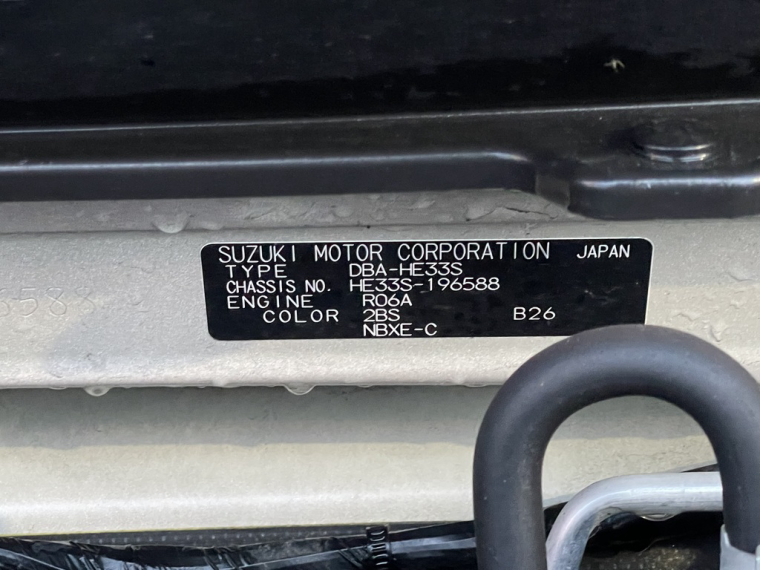 SUZUKI MOTOR CORPORATION JAPAN
TYPE DBA-HE33S
CHASSIS NO. HE33S-196588
ENGINE R06A
COLOR 2BS B26
NBXE-C